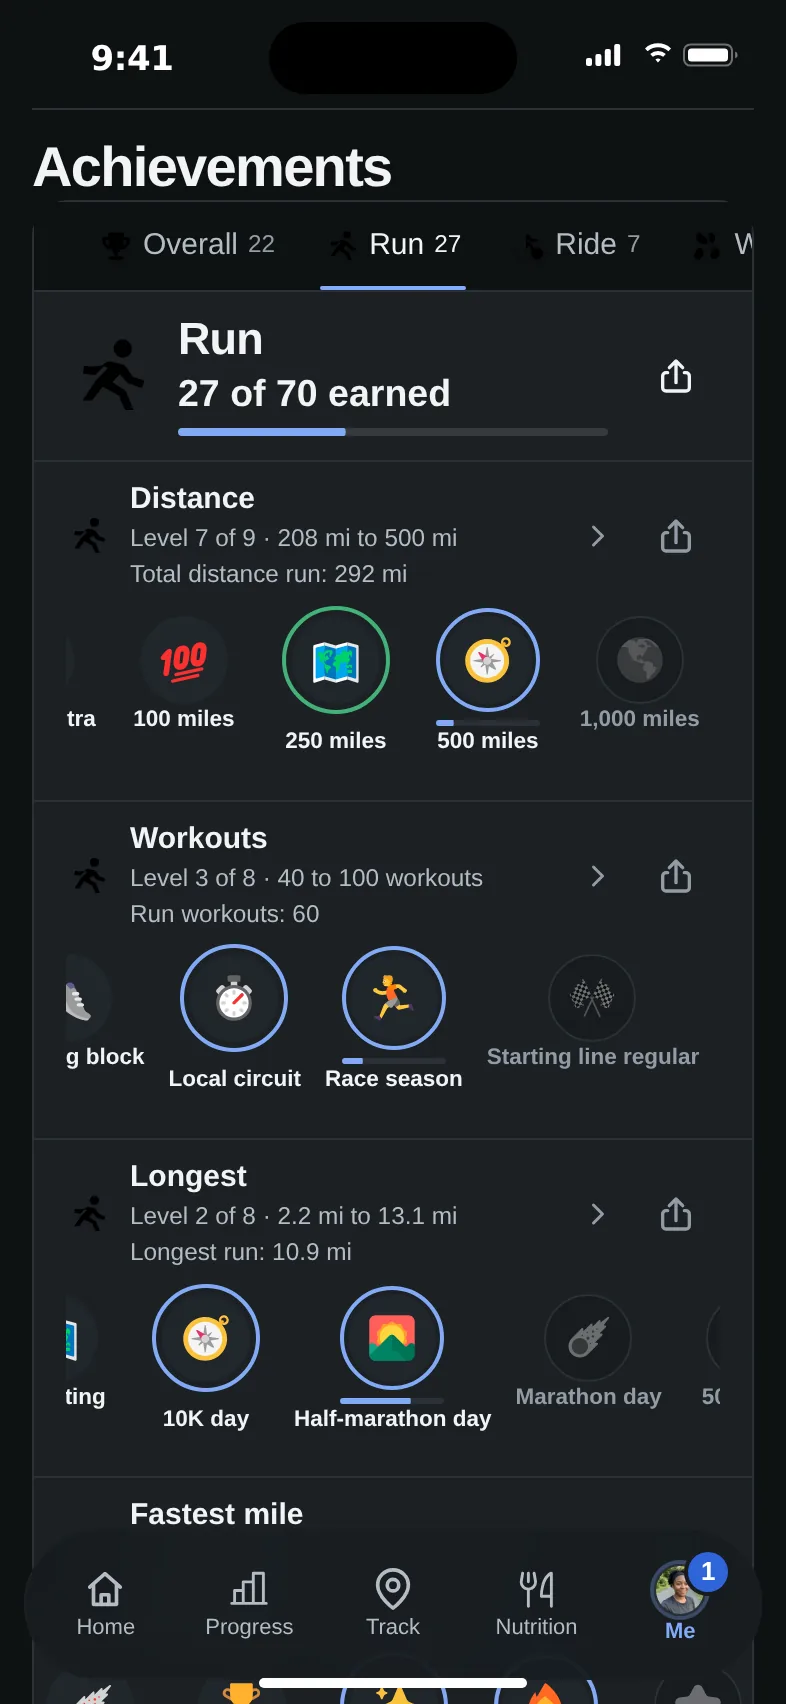 9:41
Achievements
Overall 22
Run 27
Ride 7
W
Run
27 of 70 earned
Distance
Level 7 of 9 · 208 mi to 500 mi
Total distance run: 292 mi
tra
100 miles
250 miles
500 miles
1,000 miles
Workouts
Level 3 of 8 · 40 to 100 workouts
Run workouts: 60
g block
Local circuit
Race season
Starting line regular
Longest
Level 2 of 8 · 2.2 mi to 13.1 mi
Longest run: 10.9 mi
ting
10K day
Half-marathon day
Marathon day
50
Fastest mile
1
Home
Progress
Track
Nutrition
Me